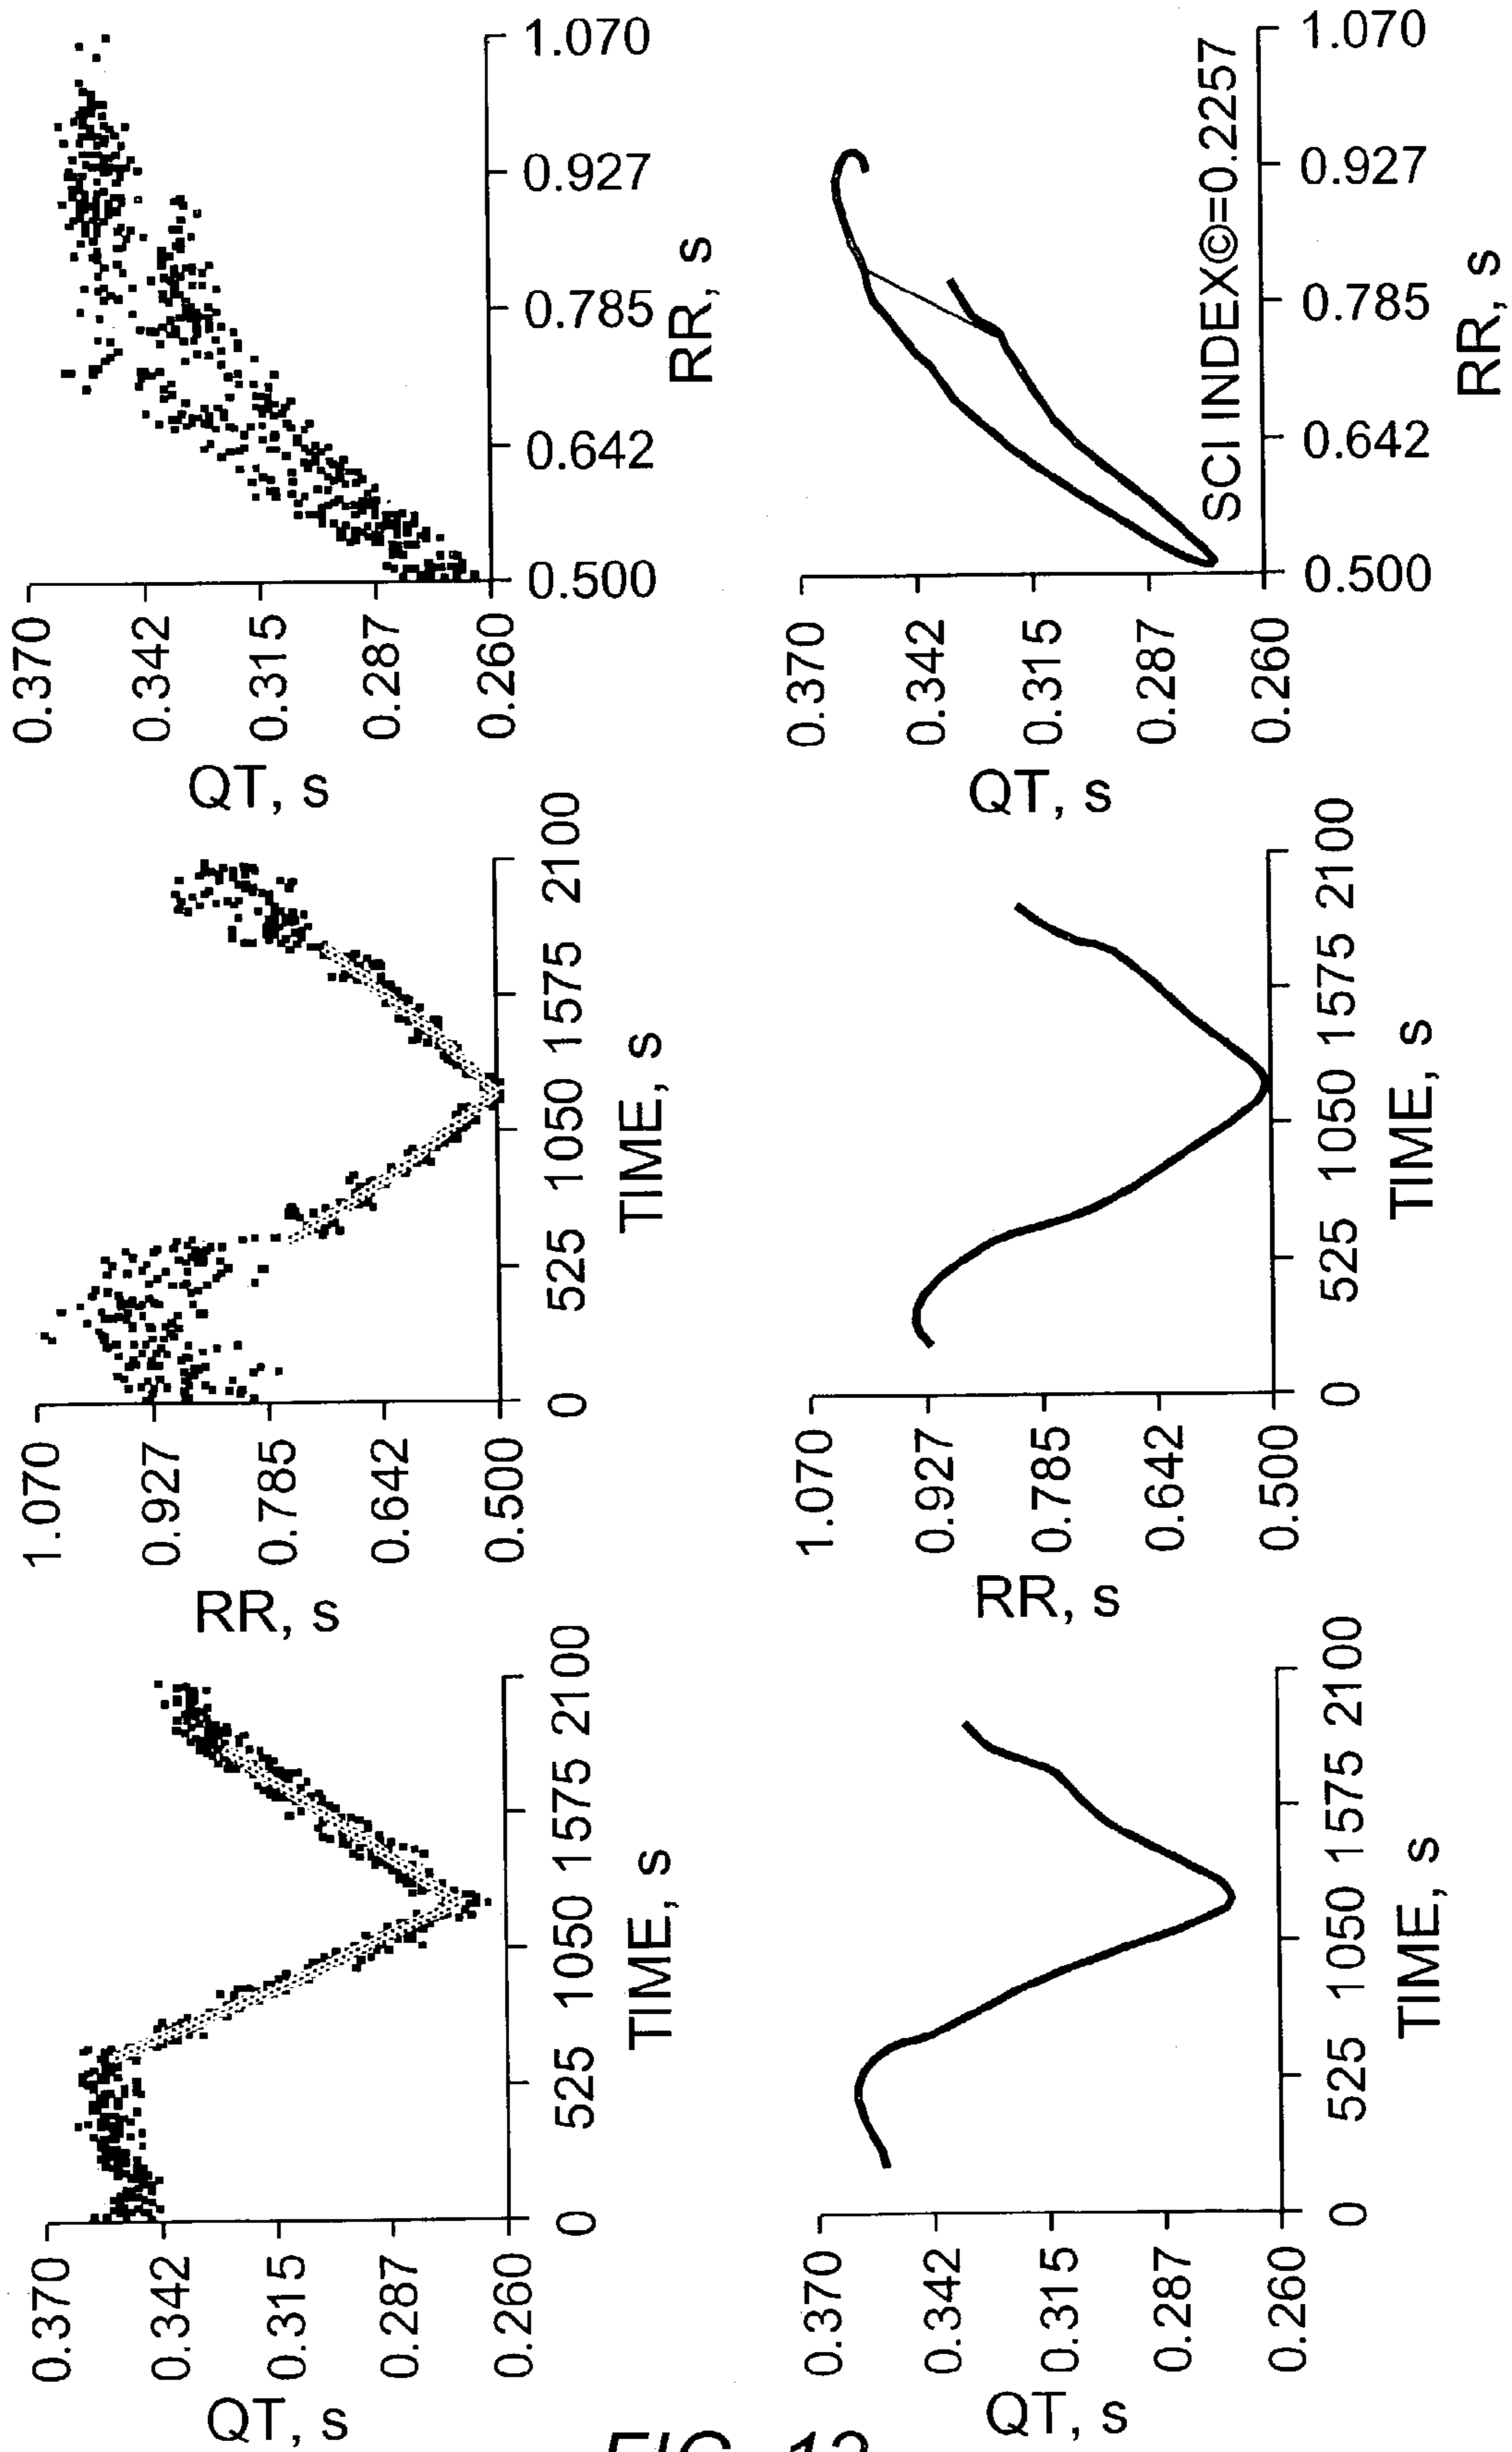 QT, s
0.370
0.342
0.315
0.287
0.260
0 525 1050 1575 2100
TIME, s
RR, s
1.070
0.927
0.785
0.642
0.500
0 525 1050 1575 2100
TIME, s
QT, s
0.370
0.342
0.315
0.287
0.260
0.500 0.642 0.785 0.927 1.070
RR, s
QT, s
0.370
0.342
0.315
0.287
0.260
0 525 1050 1575 2100
TIME, s
RR, s
1.070
0.927
0.785
0.642
0.500
0 525 1050 1575 2100
TIME, s
QT, s
0.370
0.342
0.315
0.287
0.260
SCI INDEX©=0.2257
0.500 0.642 0.785 0.927 1.070
RR, s
FIG.